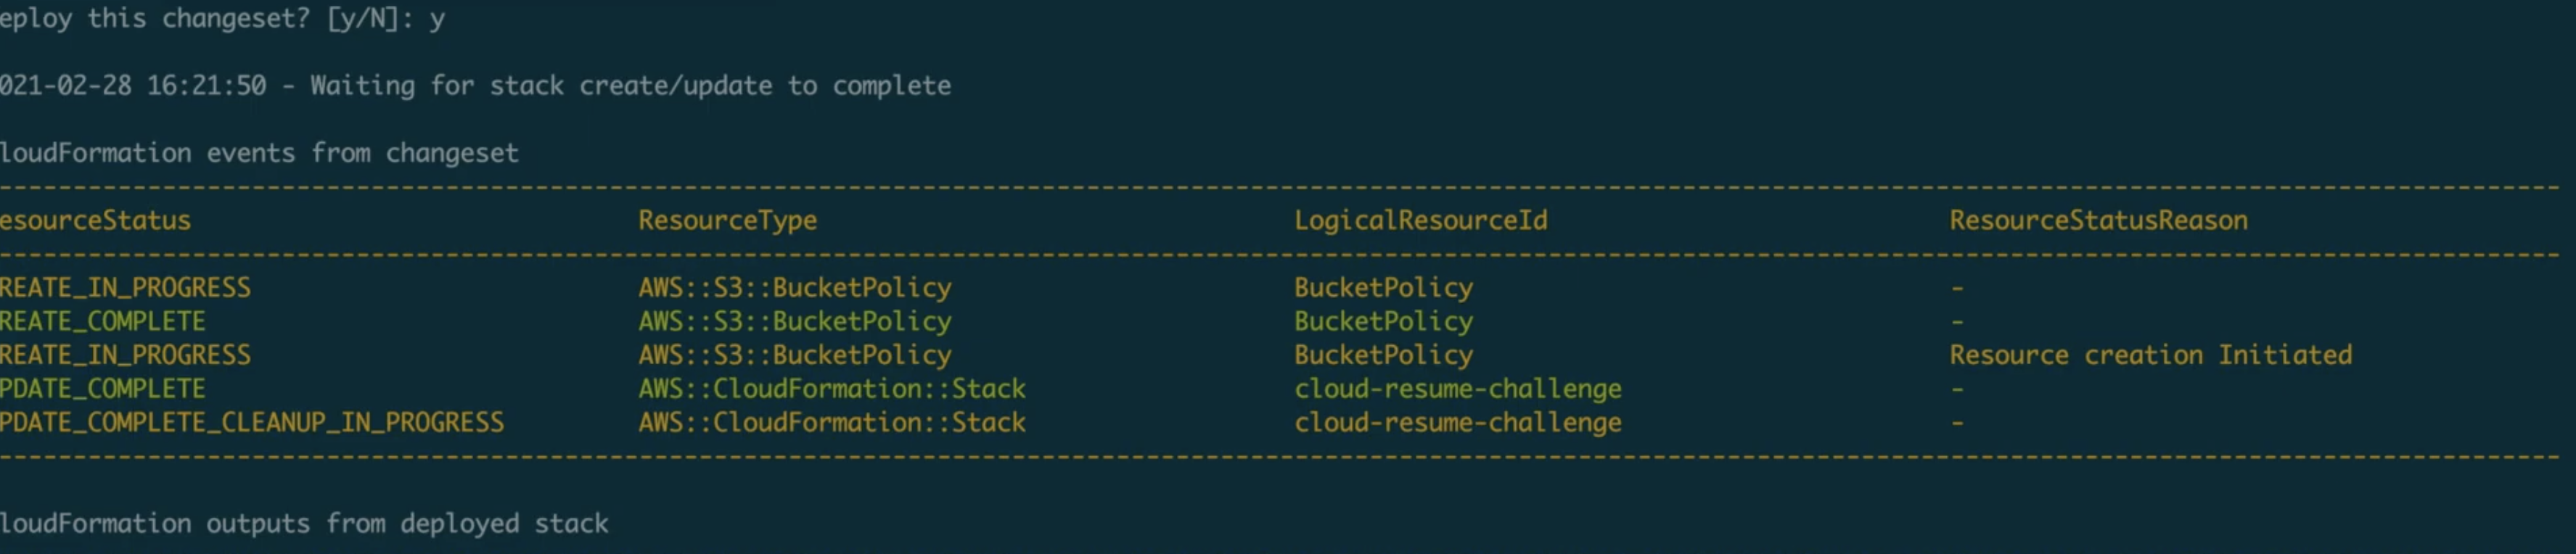 eploy this changeset? [y/N]: y
021-02-28 16:21:50 - Waiting for stack create/update to complete
loudFormation events from changeset
---------------------------------------------------------------------------------------------------------------------------------------------------------------------------
esourceStatus ResourceType LogicalResourceId ResourceStatusReason
---------------------------------------------------------------------------------------------------------------------------------------------------------------------------
REATE_IN_PROGRESS AWS::S3::BucketPolicy BucketPolicy -
REATE_COMPLETE AWS::S3::BucketPolicy BucketPolicy -
REATE_IN_PROGRESS AWS::S3::BucketPolicy BucketPolicy Resource creation Initiated
PDATE_COMPLETE AWS::CloudFormation::Stack cloud-resume-challenge -
PDATE_COMPLETE_CLEANUP_IN_PROGRESS AWS::CloudFormation::Stack cloud-resume-challenge -
---------------------------------------------------------------------------------------------------------------------------------------------------------------------------
loudFormation outputs from deployed stack